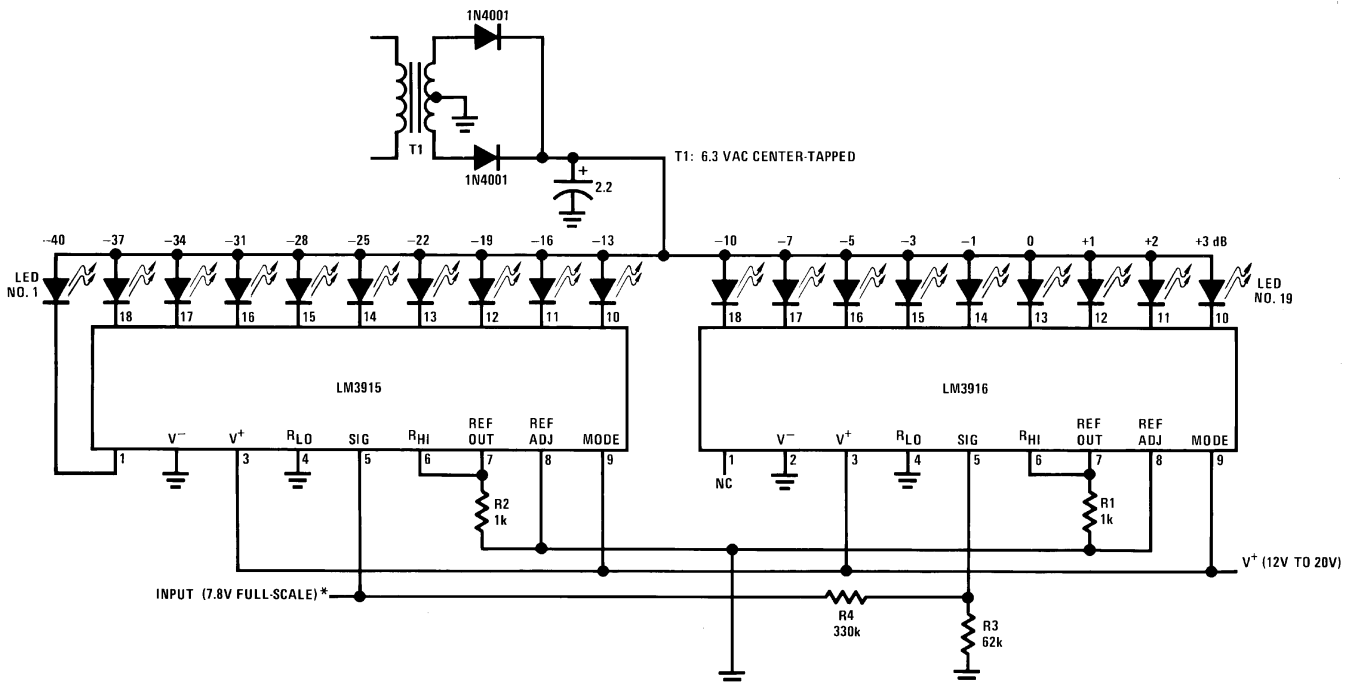 1N4001
T1
1N4001
+
2.2
T1: 6.3 VAC CENTER-TAPPED
−40 −37 −34 −31 −28 −25 −22 −19 −16 −13 −10 −7 −5 −3 −1 0 +1 +2 +3 dB
LED NO. 1
LED NO. 19
18 17 16 15 14 13 12 11 10
18 17 16 15 14 13 12 11 10
LM3915
LM3916
V− V+ RLO SIG RHI REF OUT REF ADJ MODE
1 3 4 5 6 7 8 9
V− V+ RLO SIG RHI REF OUT REF ADJ MODE
1 2 3 4 5 6 7 8 9
NC
R2
1k
R1
1k
V+ (12V TO 20V)
INPUT (7.8V FULL-SCALE)*
R4
330k
R3
62k